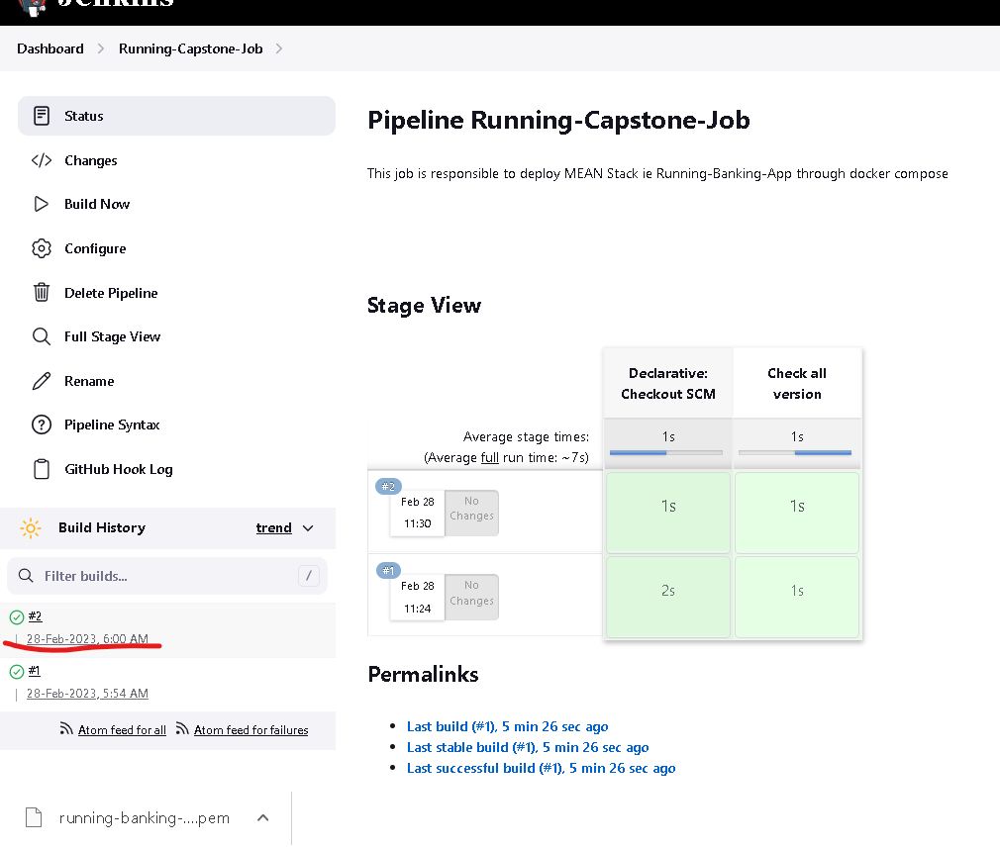 Jenkins
Dashboard > Running-Capstone-Job >
Status
Changes
Build Now
Configure
Delete Pipeline
Full Stage View
Rename
Pipeline Syntax
GitHub Hook Log
Build History trend
Filter builds... /
#2
28-Feb-2023, 6:00 AM
#1
28-Feb-2023, 5:54 AM
Atom feed for all Atom feed for failures
Pipeline Running-Capstone-Job
This job is responsible to deploy MEAN Stack ie Running-Banking-App through docker compose
Stage View
Declarative:
Checkout SCM
Check all
version
Average stage times:
(Average full run time: ~7s)
1s 1s
#2
Feb 28
11:30
No
Changes
1s 1s
#1
Feb 28
11:24
No
Changes
2s 1s
Permalinks
Last build (#1), 5 min 26 sec ago
Last stable build (#1), 5 min 26 sec ago
Last successful build (#1), 5 min 26 sec ago
running-banking-....pem